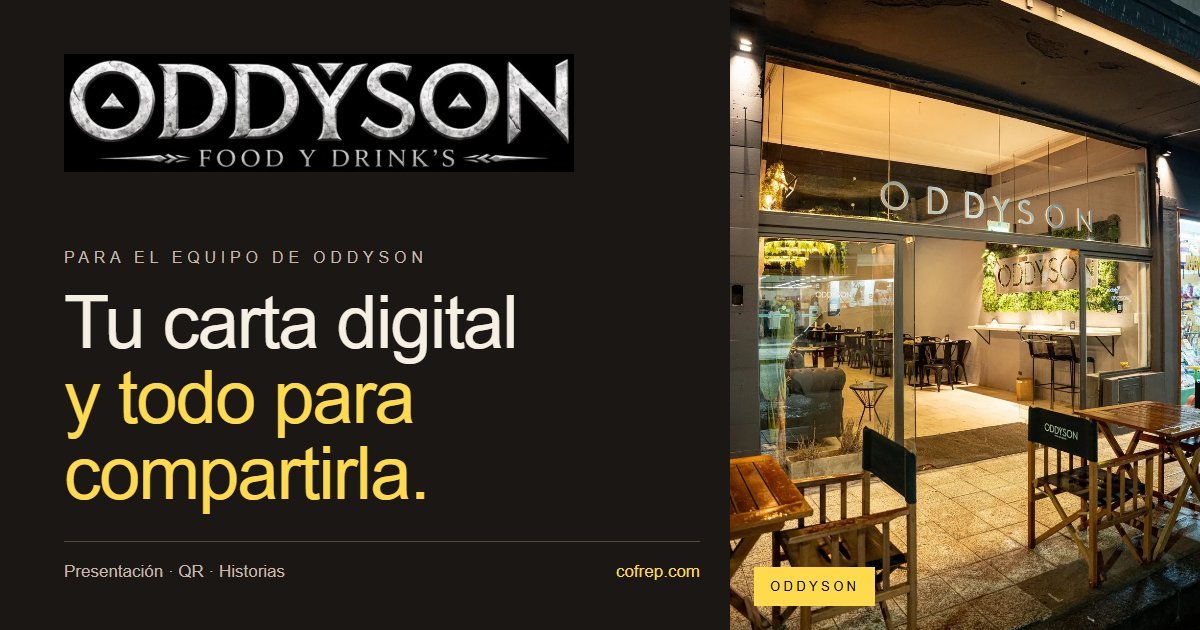 ODDYSON
FOOD Y DRINK'S
PARA EL EQUIPO DE ODDYSON
Tu carta digital
y todo para
compartirla.
Presentación · QR · Historias
cofrep.com
ODDYSON
ODDYSON
ODDYSON
ODDYSON
ODDYSON